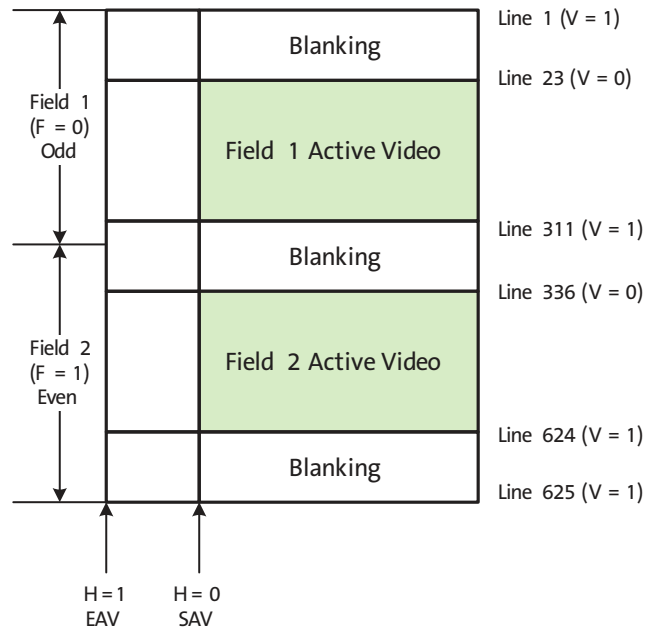 Line 1 (V = 1)
Blanking
Line 23 (V = 0)
Field 1
(F = 0)
Odd
Field 1 Active Video
Line 311 (V = 1)
Blanking
Line 336 (V = 0)
Field 2
(F = 1)
Even
Field 2 Active Video
Line 624 (V = 1)
Blanking
Line 625 (V = 1)
H = 1
EAV
H = 0
SAV